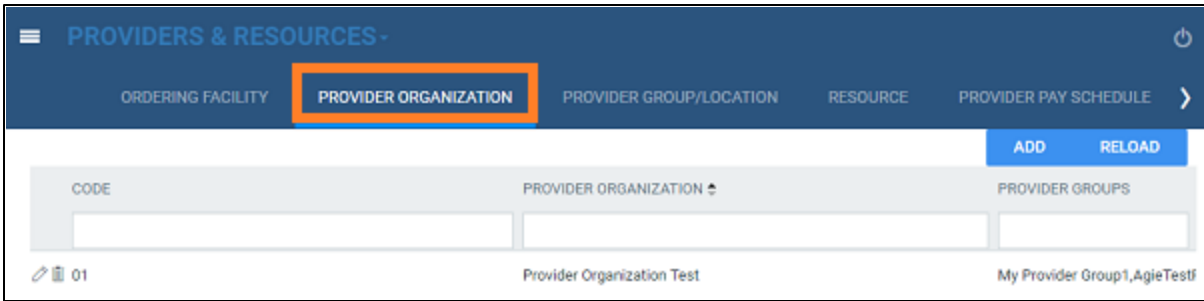 PROVIDERS & RESOURCES
ORDERING FACILITY PROVIDER ORGANIZATION PROVIDER GROUP/LOCATION RESOURCE PROVIDER PAY SCHEDULE
ADD RELOAD
CODE PROVIDER ORGANIZATION PROVIDER GROUPS
01 Provider Organization Test My Provider Group1,AgieTest